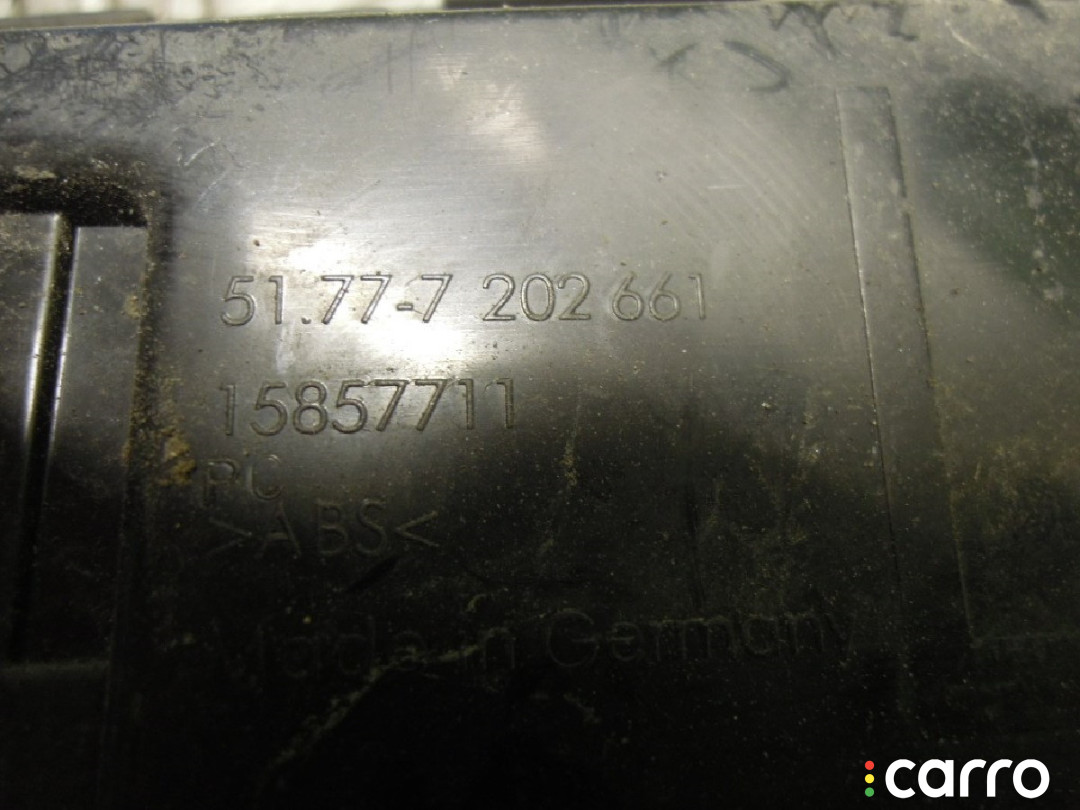 51.77-7 202 661
15857711
PC
>ABS<
Made in Germany
carro